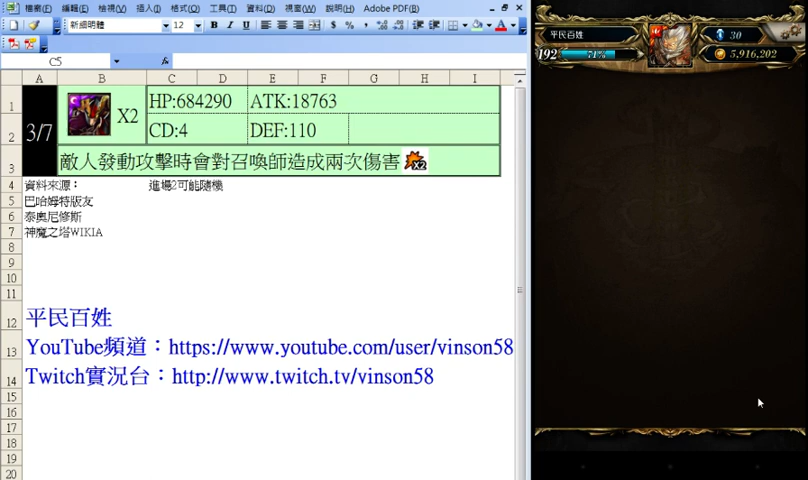 檔案(F) 編輯(E) 檢視(V) 插入(I) 格式(O) 工具(T) 資料(D) 視窗(W) 說明(H) Adobe PDF(B)
新細明體 12 B I U
C5 fx
A B C D E F G H I
1 HP:684290 ATK:18763
X2
2 CD:4 DEF:110
3/7
3 敵人發動攻擊時會對召喚師造成兩次傷害 X2
4 資料來源： 進場2可能隨機
5 巴哈姆特版友
6 泰奧尼修斯
7 神魔之塔WIKIA
8
9
10
11
12 平民百姓
13 YouTube頻道：https://www.youtube.com/user/vinson58
14 Twitch實況台：http://www.twitch.tv/vinson58
15
16
17
18
19
20
平民百姓 30
192 71% 5,916,202